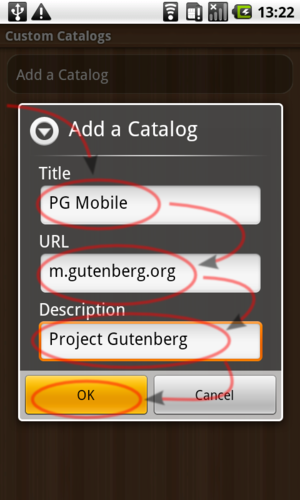 13:22
Custom Catalogs
Add a Catalog
Add a Catalog
Title
PG Mobile
URL
m.gutenberg.org
Description
Project Gutenberg
OK Cancel